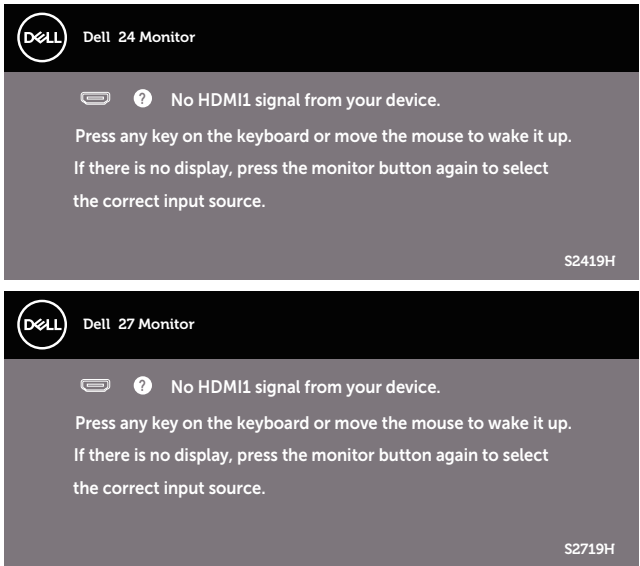 DELL Dell 24 Monitor
? No HDMI1 signal from your device.
Press any key on the keyboard or move the mouse to wake it up.
If there is no display, press the monitor button again to select
the correct input source.
S2419H
DELL Dell 27 Monitor
? No HDMI1 signal from your device.
Press any key on the keyboard or move the mouse to wake it up.
If there is no display, press the monitor button again to select
the correct input source.
S2719H